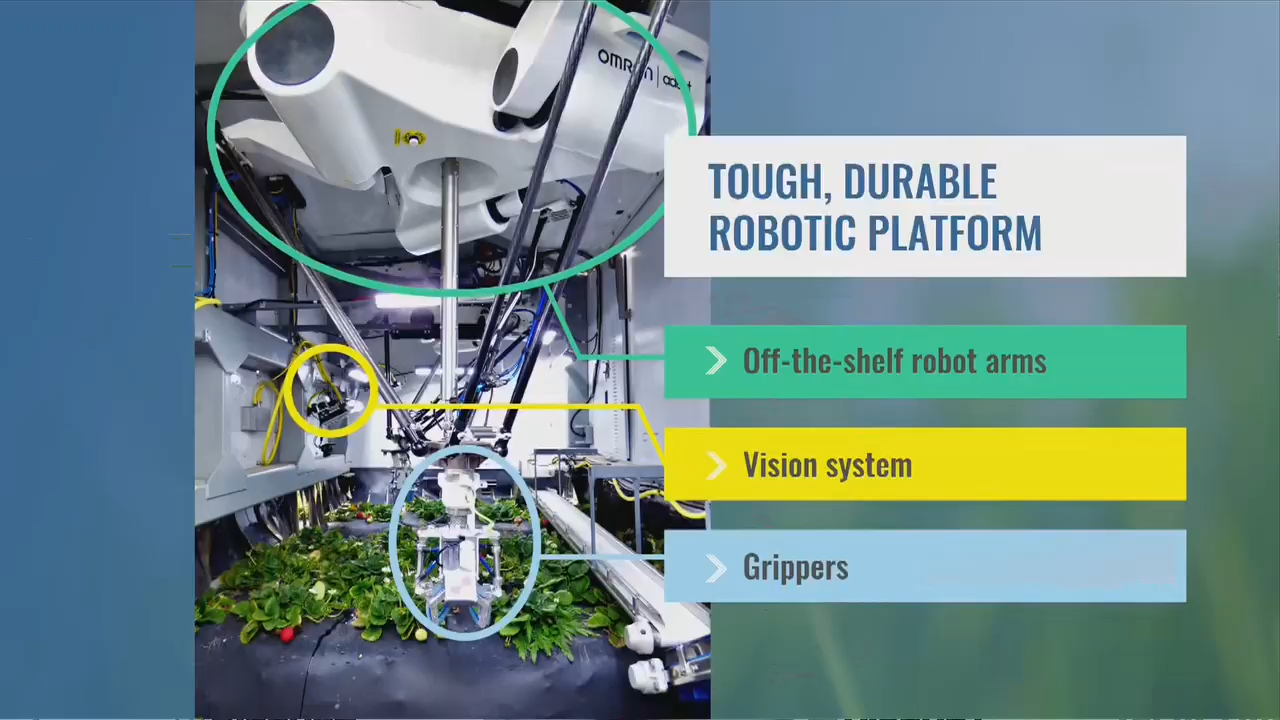 OMRON
TOUGH, DURABLE
ROBOTIC PLATFORM
Off-the-shelf robot arms
Vision system
Grippers